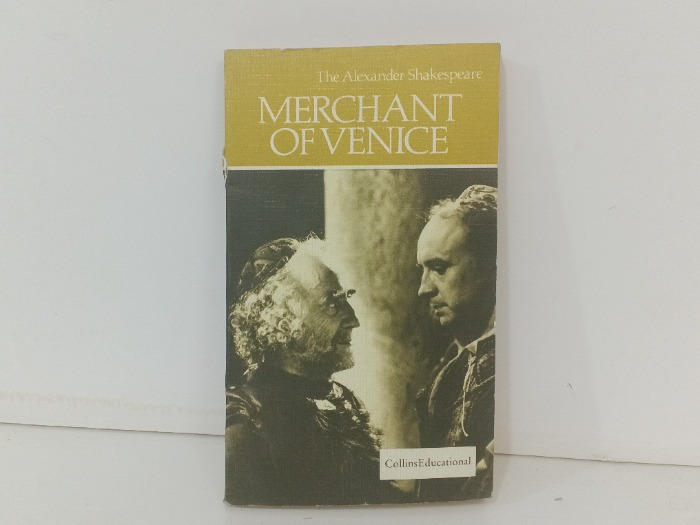 The Alexander Shakespeare
MERCHANT
OF VENICE
CollinsEducational